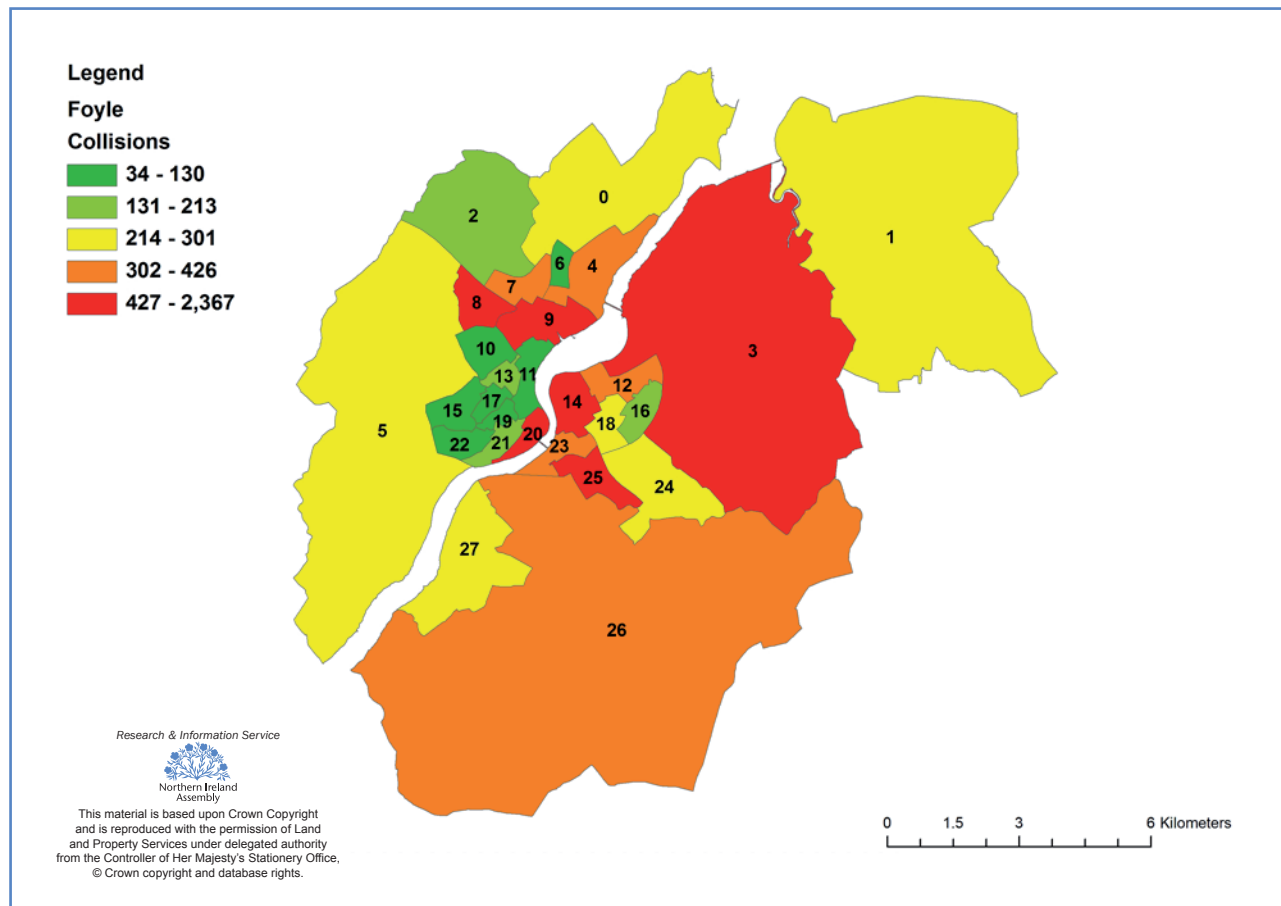 Legend
Foyle
Collisions
34 - 130
131 - 213
214 - 301
302 - 426
427 - 2,367
0
1
2
6
4
7
8
9
3
10
11
13
12
14
17
15
16
18
19
20
5
22
21
23
25
24
27
26
Research & Information Service
Northern Ireland
Assembly
This material is based upon Crown Copyright
and is reproduced with the permission of Land
and Property Services under delegated authority
from the Controller of Her Majesty's Stationery Office,
© Crown copyright and database rights.
0 1.5 3 6 Kilometers